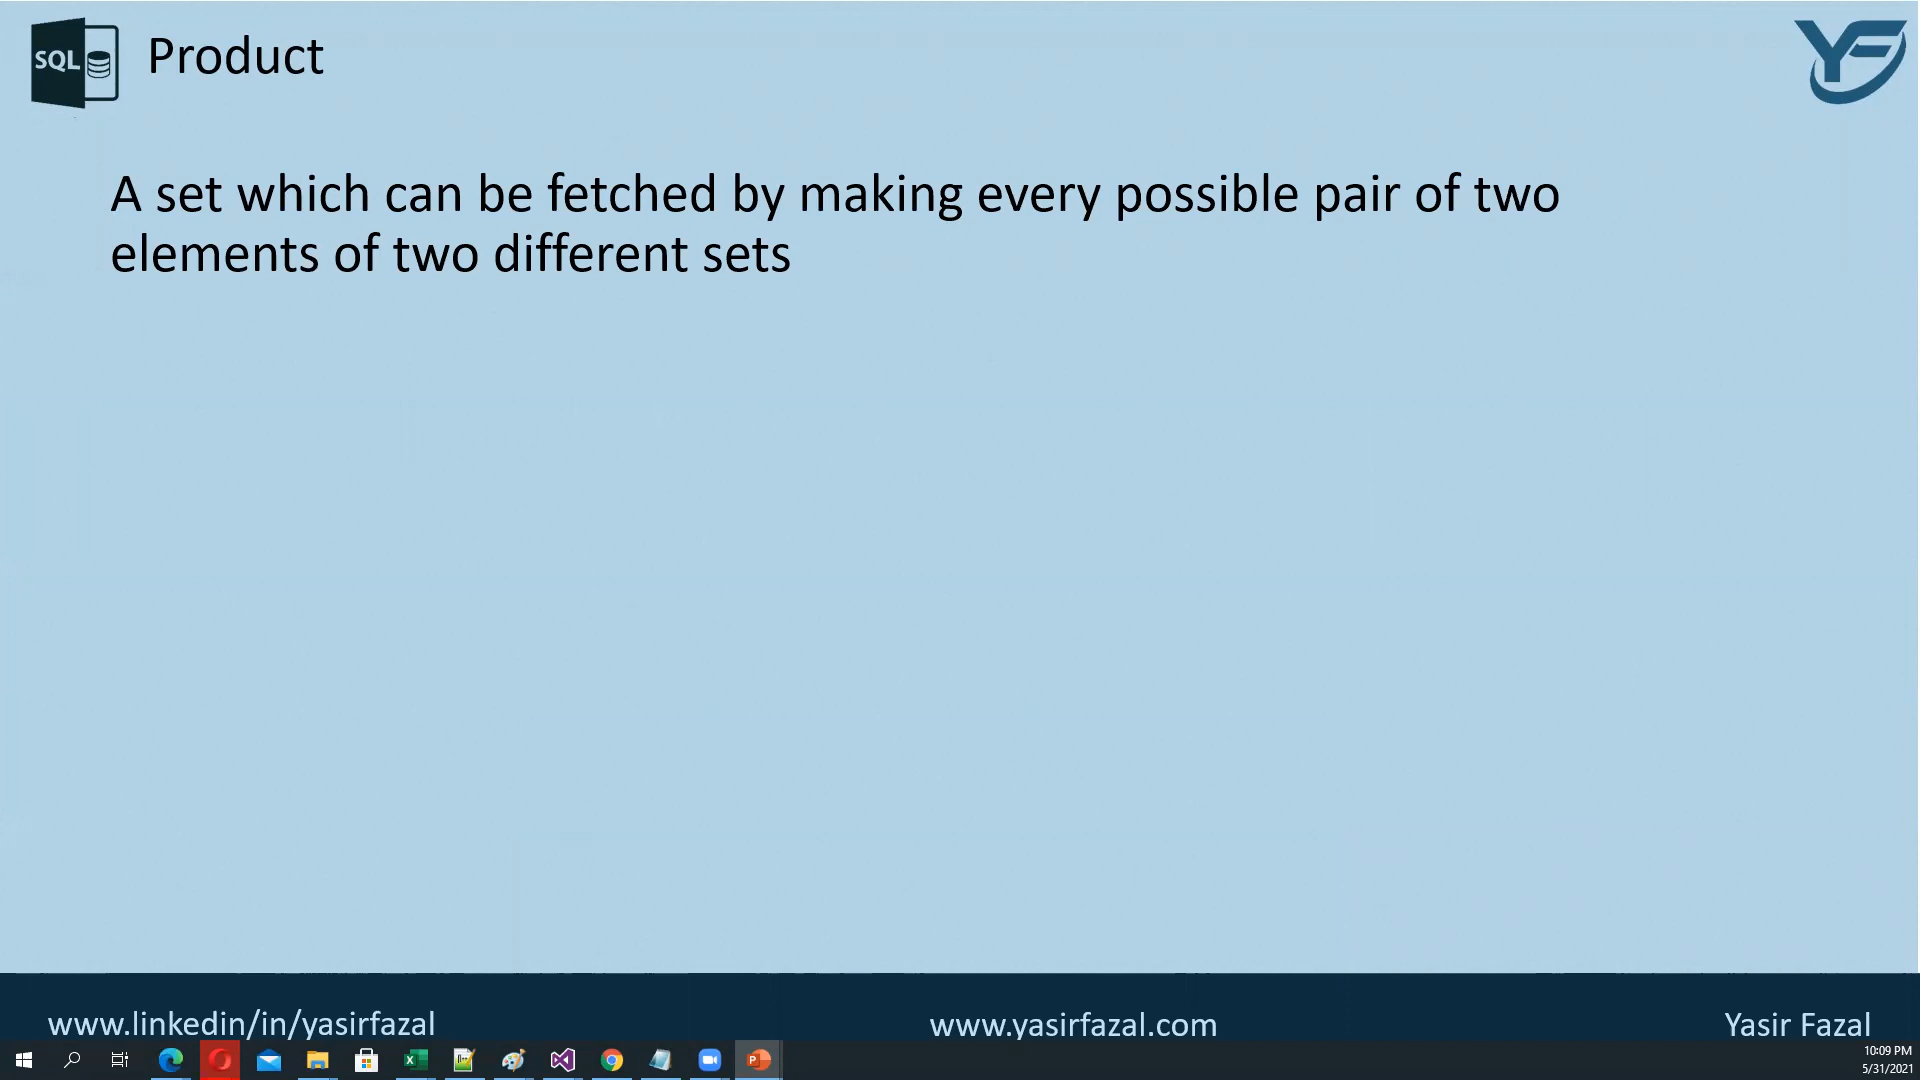 SQL
Product
YF
A set which can be fetched by making every possible pair of two
elements of two different sets
www.linkedin/in/yasirfazal
www.yasirfazal.com
Yasir Fazal
10:09 PM
5/31/2021